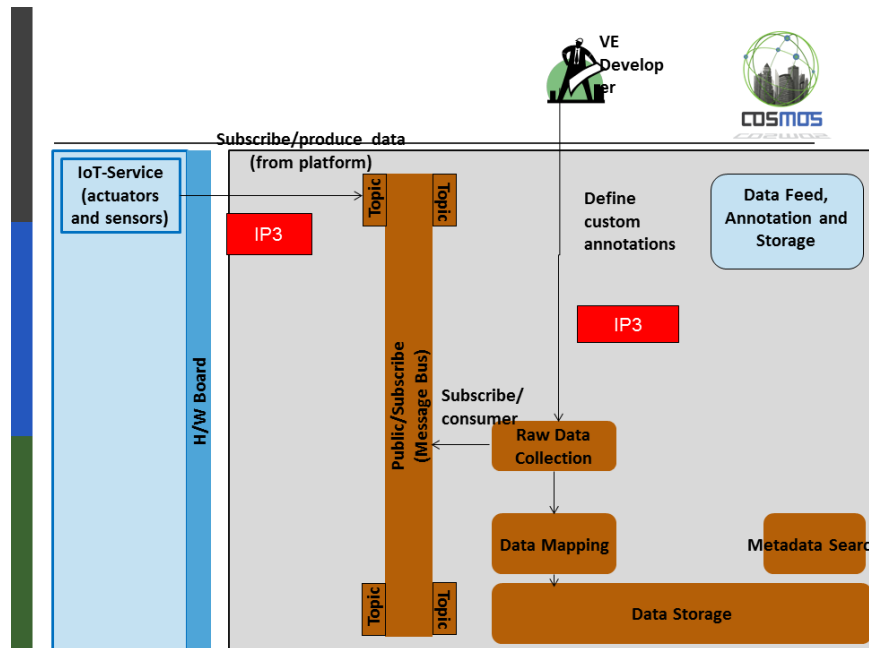 VE
Develop
er
COSMOS
Subscribe/produce data
(from platform)
IoT-Service
(actuators
and sensors)
Topic
Topic
IP3
Define
custom
annotations
Data Feed,
Annotation and
Storage
IP3
H/W Board
Public/Subscribe
(Message Bus)
Subscribe/
consumer
Raw Data
Collection
Data Mapping
Metadata Searc
Topic
Topic
Data Storage